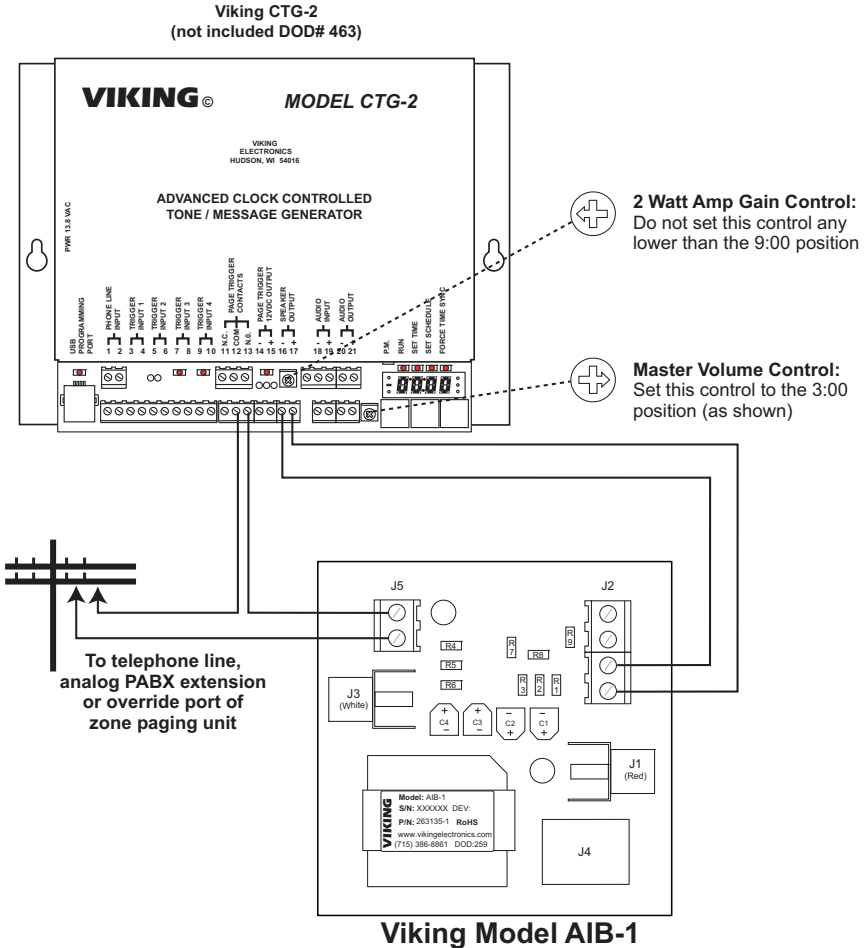 Viking CTG-2
(not included DOD# 463)
VIKING ©
MODEL CTG-2
VIKING
ELECTRONICS
HUDSON, WI 54016
ADVANCED CLOCK CONTROLLED
TONE / MESSAGE GENERATOR
PWR 13.8 VAC
USB
PROGRAMMING
PORT
PHONE LINE
INPUT
TRIGGER
INPUT 1
TRIGGER
INPUT 2
TRIGGER
INPUT 3
TRIGGER
INPUT 4
N.C.
COM
N.O.
PAGE TRIGGER
CONTACTS
PAGE TRIGGER
12VDC OUTPUT
SPEAKER
OUTPUT
AUDIO
INPUT
AUDIO
OUTPUT
P.M.
RUN
SET TIME
SET SCHEDULE
FORCE TIME SYNC
- + - + - +
1 2 3 4 5 6 7 8 9 10 11 12 13 14 15 16 17 18 19 20 21
88:88
2 Watt Amp Gain Control:
Do not set this control any
lower than the 9:00 position
Master Volume Control:
Set this control to the 3:00
position (as shown)
To telephone line,
analog PABX extension
or override port of
zone paging unit
J5
J2
R4
R5
R6
R7
R8
R9
R3
R2
R1
J3
(White)
+ C4 –
+ C3 –
– C2 +
– C1 +
J1
(Red)
J4
VIKING
Model: AIB-1
S/N: XXXXXX DEV:
P/N: 263135-1 RoHS
www.vikingelectronics.com
(715) 386-8861 DOD:259
Viking Model AIB-1